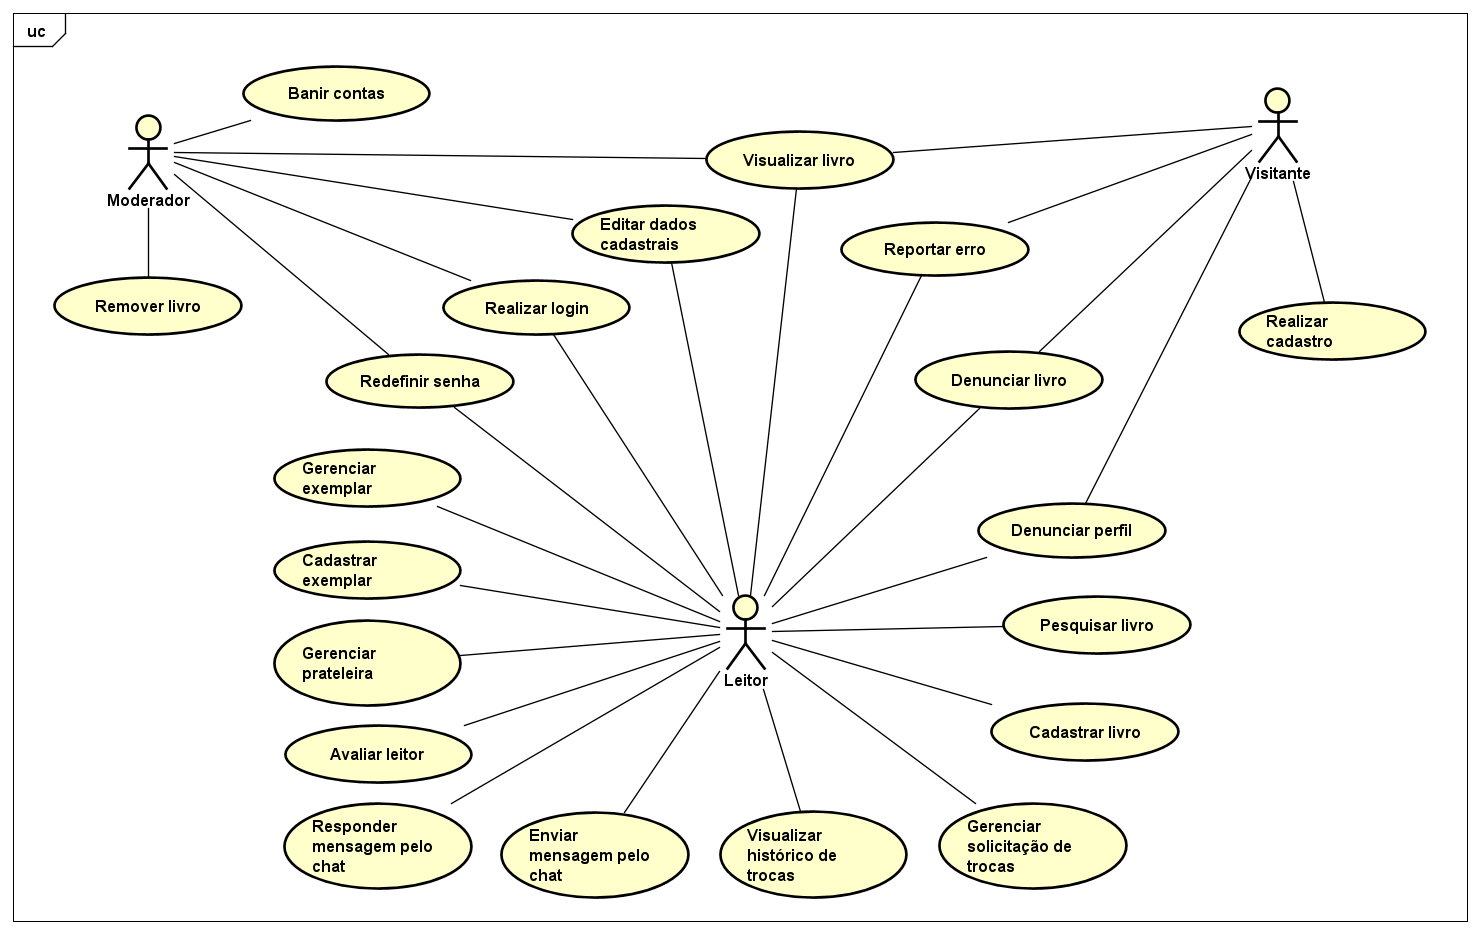 uc
Banir contas
Moderador
Visitante
Visualizar livro
Editar dados
cadastrais
Reportar erro
Remover livro
Realizar login
Realizar
cadastro
Redefinir senha
Denunciar livro
Gerenciar
exemplar
Denunciar perfil
Cadastrar
exemplar
Pesquisar livro
Gerenciar
prateleira
Leitor
Cadastrar livro
Avaliar leitor
Responder
mensagem pelo
chat
Enviar
mensagem pelo
chat
Visualizar
histórico de
trocas
Gerenciar
solicitação de
trocas